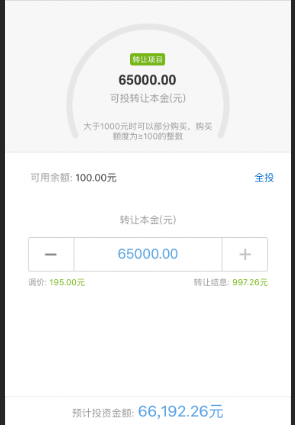 转让项目
65000.00
可投转让本金(元)
大于1000元时可以部分购买，购买
额度为≥100的整数
可用余额: 100.00元 全投
转让本金(元)
− 65000.00 +
调价: 195.00元 转让结息: 997.26元
预计投资金额: 66,192.26元